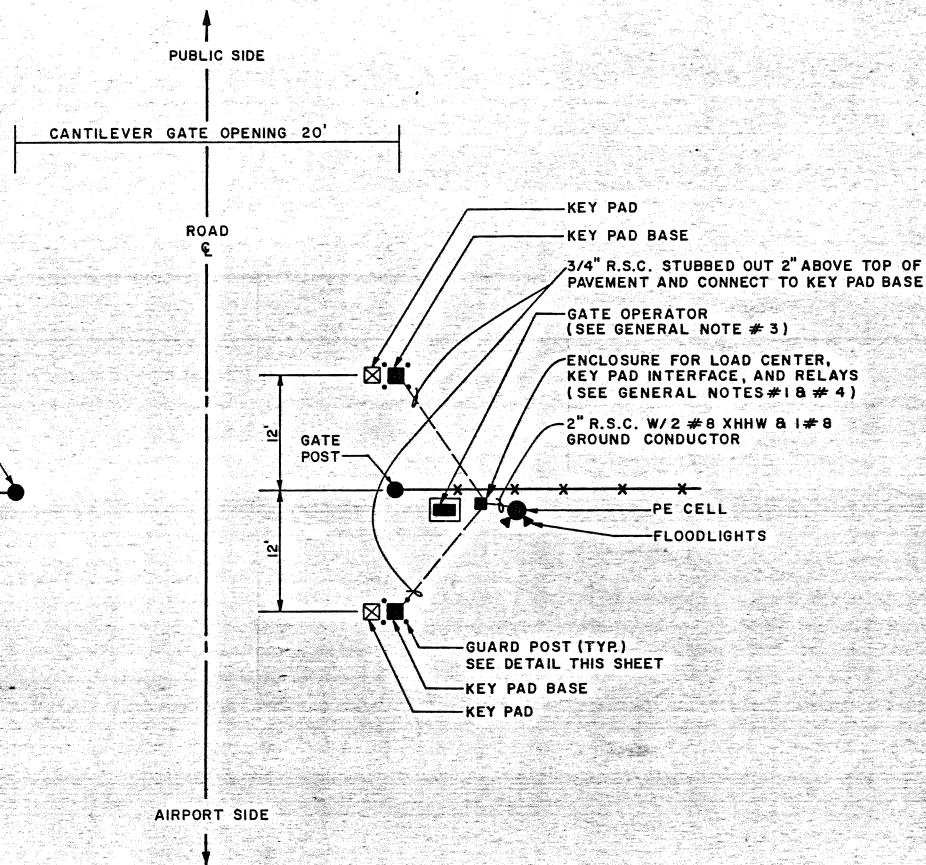 PUBLIC SIDE
CANTILEVER GATE OPENING 20'
ROAD
℄
KEY PAD
KEY PAD BASE
3/4" R.S.C. STUBBED OUT 2" ABOVE TOP OF
PAVEMENT AND CONNECT TO KEY PAD BASE
GATE OPERATOR
(SEE GENERAL NOTE # 3)
ENCLOSURE FOR LOAD CENTER,
KEY PAD INTERFACE, AND RELAYS
(SEE GENERAL NOTES #1 & # 4)
2" R.S.C. W/2 #8 XHHW & 1#8
GROUND CONDUCTOR
12'
GATE
POST
PE CELL
FLOODLIGHTS
12'
GUARD POST (TYP.)
SEE DETAIL THIS SHEET
KEY PAD BASE
KEY PAD
AIRPORT SIDE